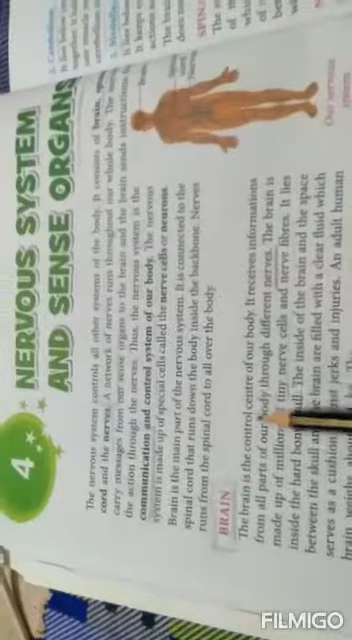 4
NERVOUS SYSTEM
AND SENSE ORGANS
The nervous system controls all other systems of the body. It consists of brain,
cord and the nerves. A network of nerves runs throughout our whole body. The
carry messages from our sense organs to the brain and the brain sends instructions
the action through the nerves. Thus, the nervous system is the
communication and control system of our body. The nervous
system is made up of special cells called the nerve cells or neurons.
Brain is the main part of the nervous system. It is connected to the
spinal cord that runs down the body inside the backbone. Nerves
runs from the spinal cord to all over the body.
BRAIN
The brain is the control centre of our body. It receives informations
from all parts of our body through different nerves. The brain is
made up of million tiny nerve cells and nerve fibres. It lies
inside the hard The inside of the brain and the space
between the skull brain are filled with a clear fluid which
serves as a cushion jerks and injuries. An adult human
brain weighs
Our nervous
system
FILMIGO